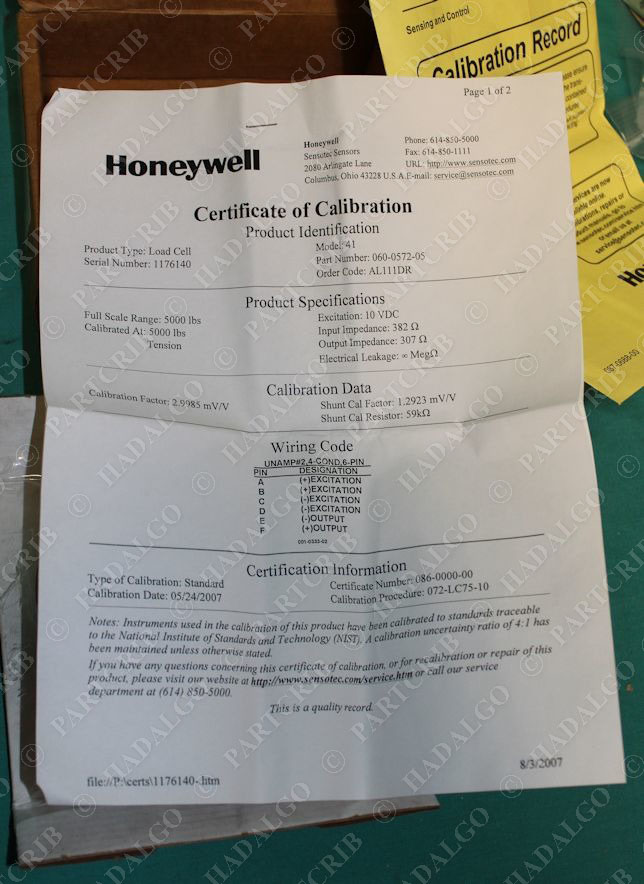 Sensing and Control
Calibration Record
Page 1 of 2
Honeywell
Honeywell
Sensotec Sensors
2080 Arlingate Lane
Columbus, Ohio 43228 U.S.A.
Phone: 614-850-5000
Fax: 614-850-1111
URL: http://www.sensotec.com
E-mail: service@sensotec.com
Certificate of Calibration
Product Identification
Product Type: Load Cell
Serial Number: 1176140
Model: 41
Part Number: 060-0572-05
Order Code: AL111DR
Product Specifications
Full Scale Range: 5000 lbs
Calibrated At: 5000 lbs
Tension
Excitation: 10 VDC
Input Impedance: 382 Ω
Output Impedance: 307 Ω
Electrical Leakage: ∞ MegΩ
Calibration Data
Calibration Factor: 2.9985 mV/V
Shunt Cal Factor: 1.2923 mV/V
Shunt Cal Resistor: 59kΩ
Wiring Code
UNAMP#2,4-COND,6-PIN
PIN DESIGNATION
A (+)EXCITATION
B (+)EXCITATION
C (-)EXCITATION
D (-)EXCITATION
E (-)OUTPUT
F (+)OUTPUT
001-0333-02
Certification Information
Type of Calibration: Standard
Calibration Date: 05/24/2007
Certificate Number: 086-0000-00
Calibration Procedure: 072-LC75-10
Notes: Instruments used in the calibration of this product have been calibrated to standards traceable
to the National Institute of Standards and Technology (NIST). A calibration uncertainty ratio of 4:1 has
been maintained unless otherwise stated.
If you have any questions concerning this certificate of calibration, or for recalibration or repair of this
product, please visit our website at http://www.sensotec.com/service.htm or call our service
department at (614) 850-5000.
This is a quality record.
file://P:\certs\1176140-.htm
8/3/2007
008-0688-00
© PARTCRIB
© HADALGO